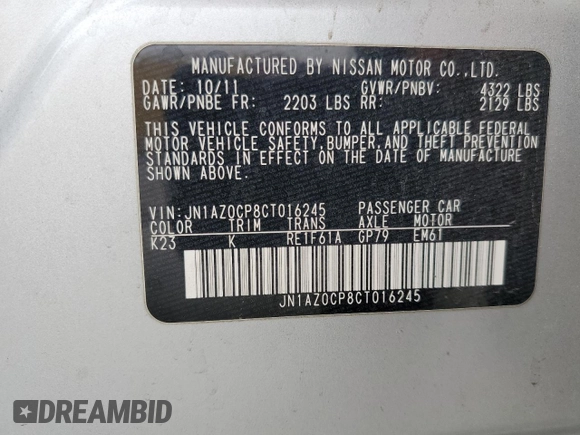 MANUFACTURED BY NISSAN MOTOR CO.,LTD.
DATE: 10/11 GVWR/PNBV: 4322 LBS
GAWR/PNBE FR: 2203 LBS RR: 2129 LBS
THIS VEHICLE CONFORMS TO ALL APPLICABLE FEDERAL
MOTOR VEHICLE SAFETY,BUMPER,AND THEFT PREVENTION
STANDARDS IN EFFECT ON THE DATE OF MANUFACTURE
SHOWN ABOVE.
VIN:JN1AZ0CP8CT016245 PASSENGER CAR
COLOR TRIM TRANS AXLE MOTOR
K23 K RE1F61A GP79 EM61
JN1AZ0CP8CT016245
DREAMBID